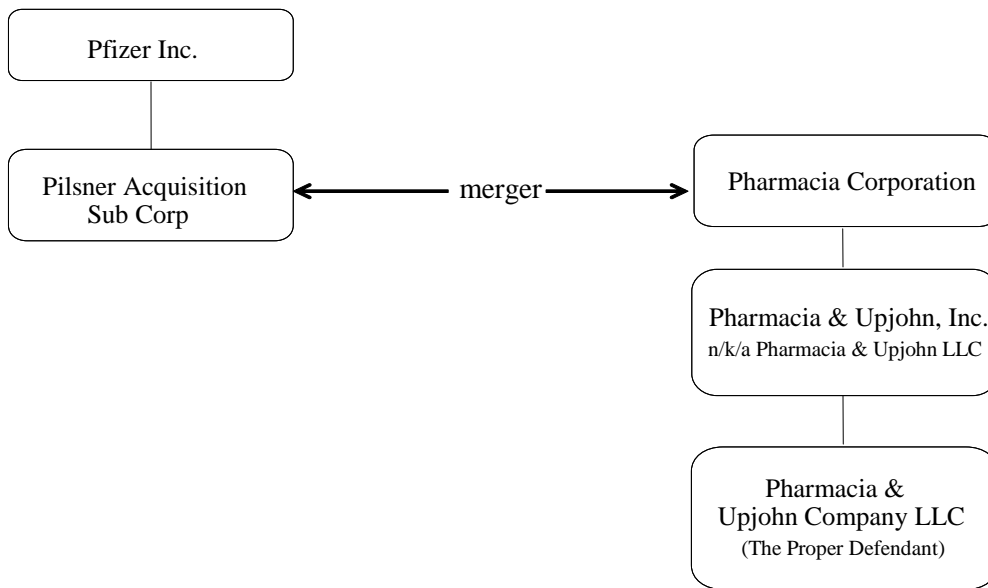 Pfizer Inc.
Pilsner Acquisition
Sub Corp
merger
Pharmacia Corporation
Pharmacia & Upjohn, Inc.
n/k/a Pharmacia & Upjohn LLC
Pharmacia &
Upjohn Company LLC
(The Proper Defendant)